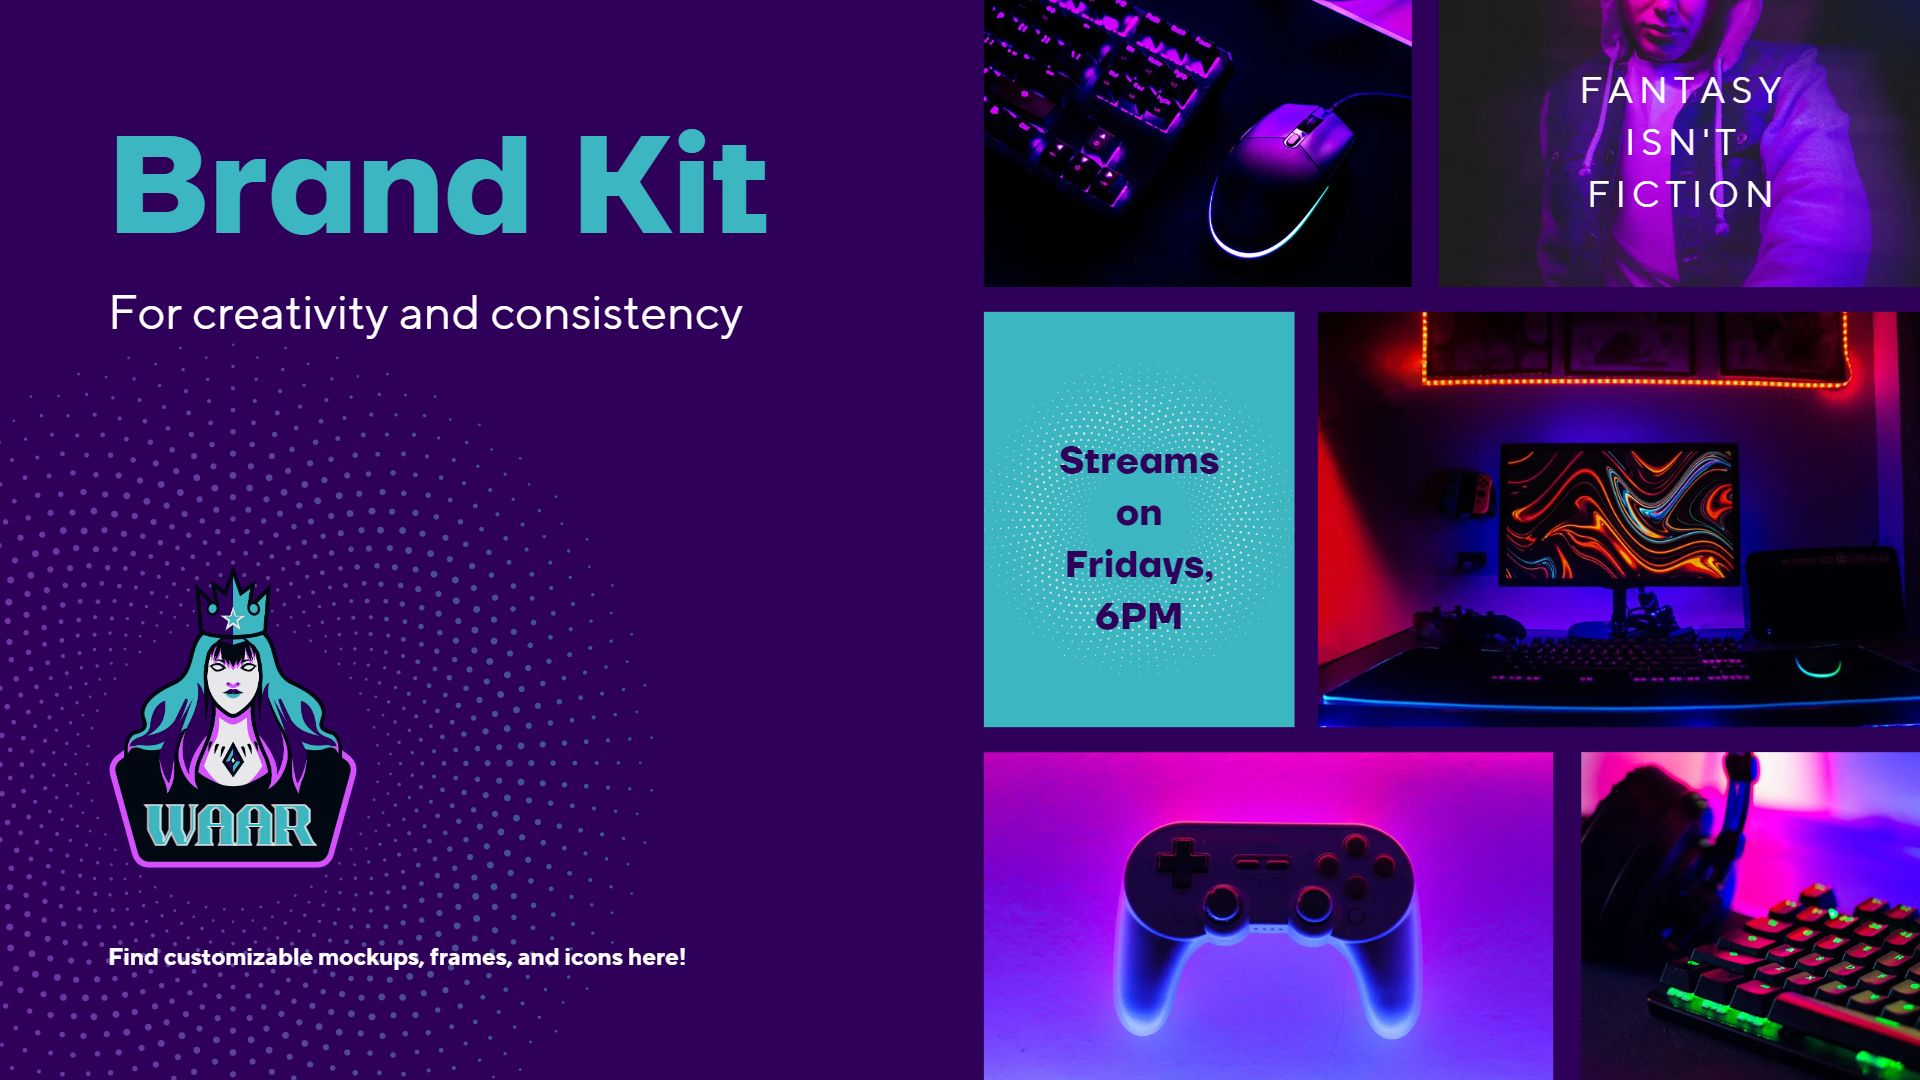 Brand Kit
For creativity and consistency
WAAR
Find customizable mockups, frames, and icons here!
FANTASY
ISN'T
FICTION
Streams
on
Fridays,
6PM